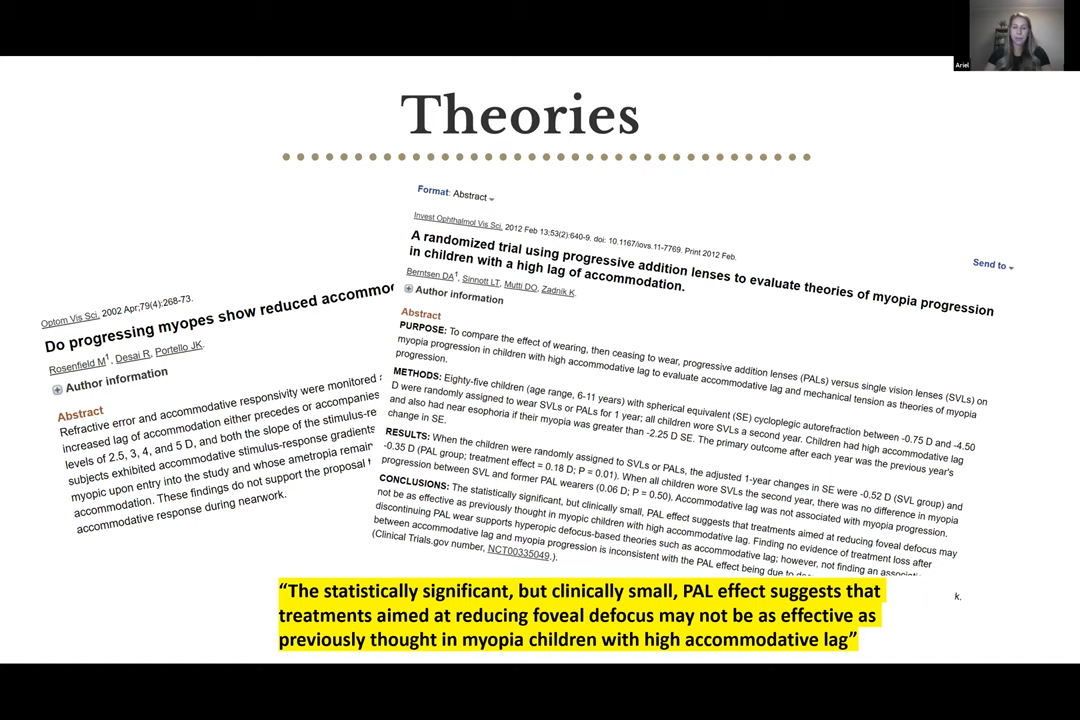 Ariel
Theories
Format: Abstract
Invest Ophthalmol Vis Sci. 2012 Feb 13;53(2):640-9. doi: 10.1167/iovs.11-7769. Print 2012 Feb.
Send to
A randomized trial using progressive addition lenses to evaluate theories of myopia progression
in children with a high lag of accommodation.
Berntsen DA1, Sinnott LT, Mutti DO, Zadnik K.
Author information
Abstract
PURPOSE: To compare the effect of wearing, then ceasing to wear, progressive addition lenses (PALs) versus single vision lenses (SVLs) on
myopia progression in children with high accommodative lag to evaluate accommodative lag and mechanical tension as theories of myopia
progression.
METHODS: Eighty-five children (age range, 6-11 years) with spherical equivalent (SE) cycloplegic autorefraction between -0.75 D and -4.50
D were randomly assigned to wear SVLs or PALs for 1 year; all children wore SVLs a second year. Children had high accommodative lag
and also had near esophoria if their myopia was greater than -2.25 D SE. The primary outcome after each year was the previous year's
change in SE.
RESULTS: When the children were randomly assigned to SVLs or PALs, the adjusted 1-year changes in SE were -0.52 D (SVL group) and
-0.35 D (PAL group; treatment effect = 0.18 D; P = 0.01). When all children wore SVLs the second year, there was no difference in myopia
progression between SVL and former PAL wearers (0.06 D; P = 0.50). Accommodative lag was not associated with myopia progression.
CONCLUSIONS: The statistically significant, but clinically small, PAL effect suggests that treatments aimed at reducing foveal defocus may
not be as effective as previously thought in myopic children with high accommodative lag. Finding no evidence of treatment loss after
discontinuing PAL wear supports hyperopic defocus-based theories such as accommodative lag; however, not finding an
between accommodative lag and myopia progression is inconsistent with the PAL effect being due to
(Clinical Trials.gov number, NCT00335049.).
k.
Optom Vis Sci. 2002 Apr;79(4):268-73.
Do progressing myopes show reduced accommo
Rosenfield M1, Desai R, Portello JK.
Author information
Abstract
Refractive error and accommodative responsivity were monitored
increased lag of accommodation either precedes or accompanies
levels of 2.5, 3, 4, and 5 D, and both the slope of the stimulus-re
subjects exhibited accommodative stimulus-response gradients
myopic upon entry into the study and whose ametropia remain
accommodation. These findings do not support the proposal
accommodative response during nearwork.
“The statistically significant, but clinically small, PAL effect suggests that
treatments aimed at reducing foveal defocus may not be as effective as
previously thought in myopia children with high accommodative lag”